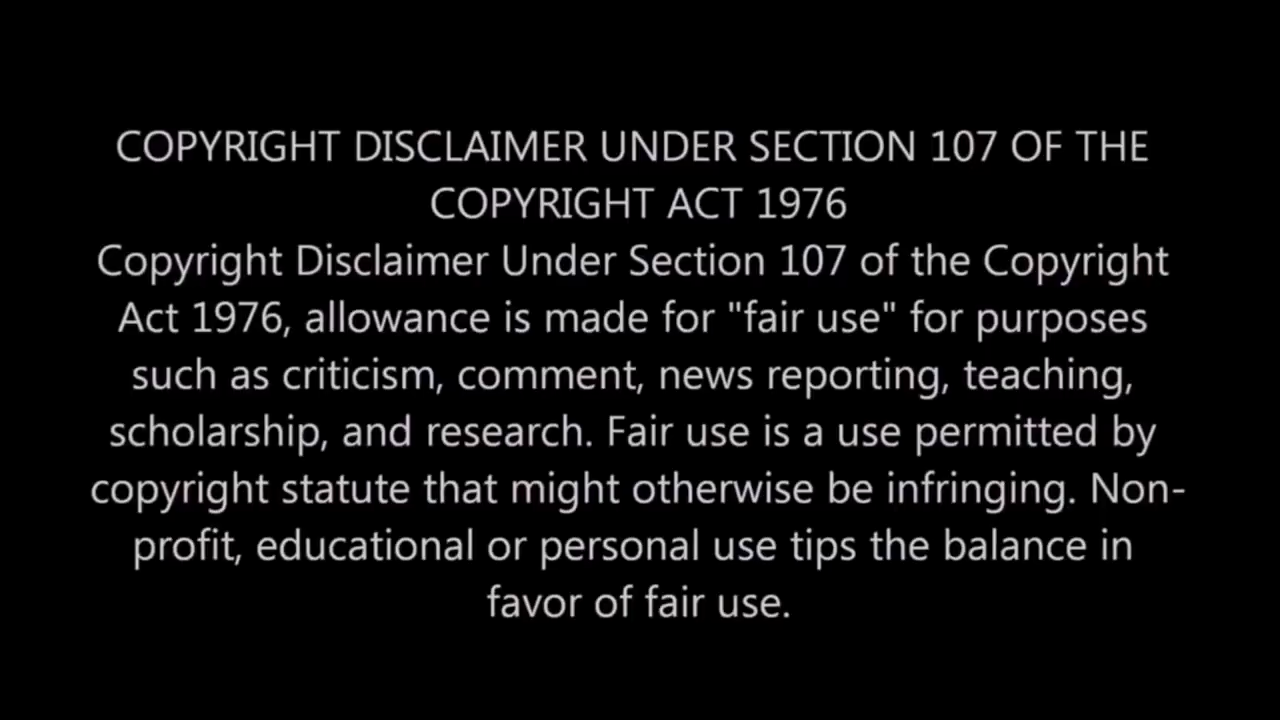 COPYRIGHT DISCLAIMER UNDER SECTION 107 OF THE
COPYRIGHT ACT 1976
Copyright Disclaimer Under Section 107 of the Copyright
Act 1976, allowance is made for "fair use" for purposes
such as criticism, comment, news reporting, teaching,
scholarship, and research. Fair use is a use permitted by
copyright statute that might otherwise be infringing. Non-
profit, educational or personal use tips the balance in
favor of fair use.